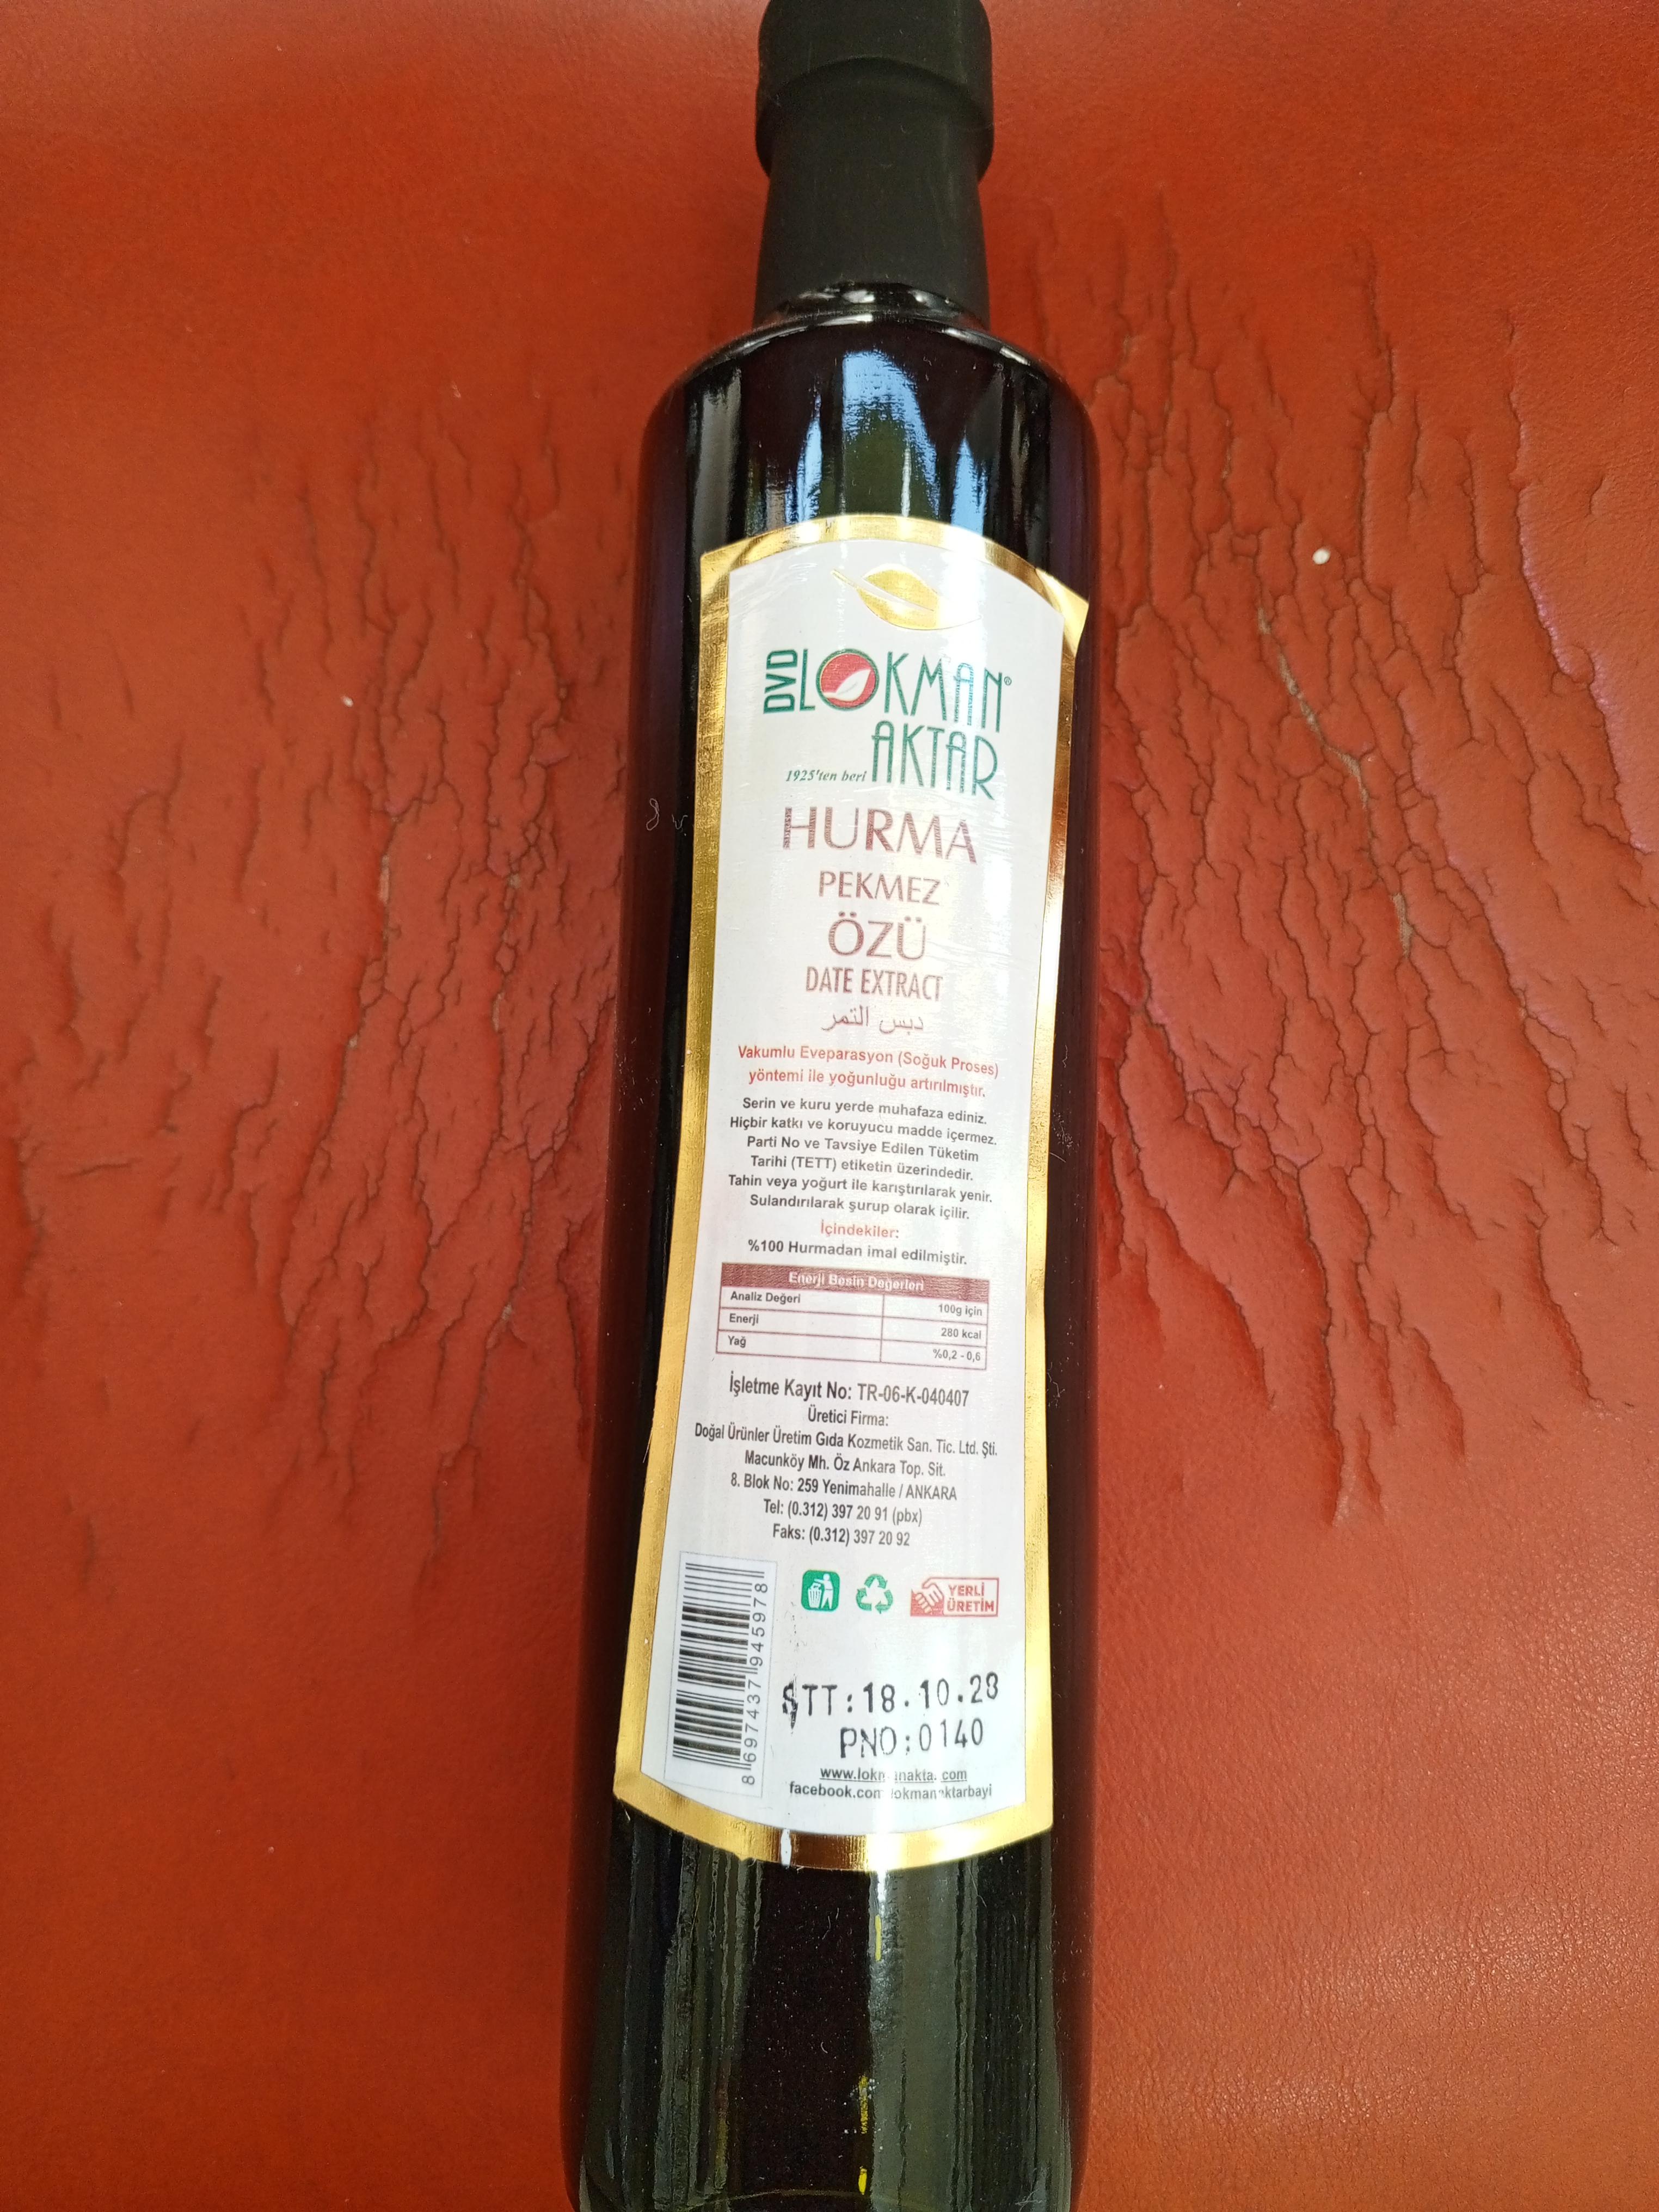 DVD LOKMAN®
AKTAR
1925'ten beri
HURMA
PEKMEZ
ÖZÜ
DATE EXTRACT
دبس التمر
Vakumlu Eveparasyon (Soğuk Proses)
yöntemi ile yoğunluğu artırılmıştır.
Serin ve kuru yerde muhafaza ediniz.
Hiçbir katkı ve koruyucu madde içermez.
Parti No ve Tavsiye Edilen Tüketim
Tarihi (TETT) etiketin üzerindedir.
Tahin veya yoğurt ile karıştırılarak yenir.
Sulandırılarak şurup olarak içilir.
İçindekiler:
%100 Hurmadan imal edilmiştir.
Enerji Besin Değerleri
Analiz Değeri 100g için
Enerji 280 kcal
Yağ %0,2 - 0,6
İşletme Kayıt No: TR-06-K-040407
Üretici Firma:
Doğal Ürünler Üretim Gıda Kozmetik San. Tic. Ltd. Şti.
Macunköy Mh. Öz Ankara Top. Sit.
8. Blok No: 259 Yenimahalle / ANKARA
Tel: (0.312) 397 20 91 (pbx)
Faks: (0.312) 397 20 92
YERLİ
ÜRETİM
8 697437 945978
STT:18.10.28
PNO:0140